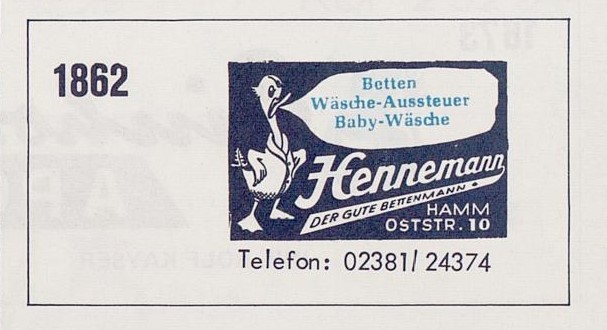 1862
Betten
Wäsche-Aussteuer
Baby-Wäsche
Hennemann
DER GUTE BETTENMANN.
HAMM
OSTSTR. 10
Telefon: 02381/24374